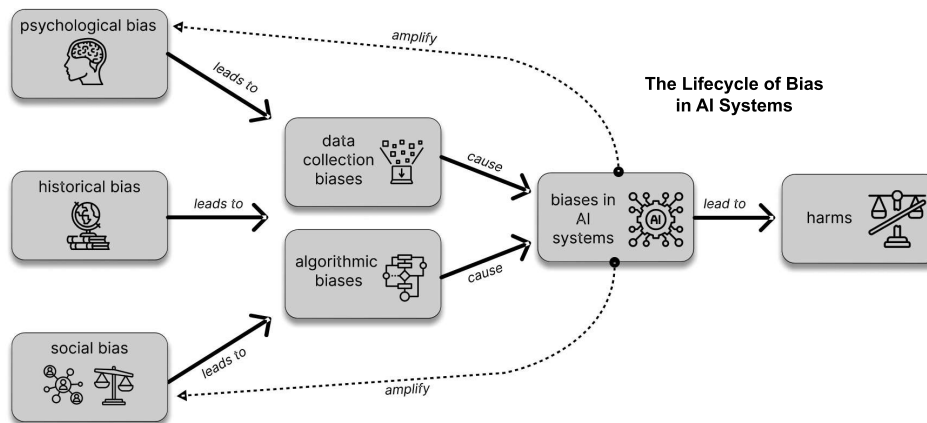 psychological bias
amplify
The Lifecycle of Bias
in AI Systems
leads to
data
collection
biases
cause
historical bias
leads to
biases in
AI
systems
AI
lead to
harms
algorithmic
biases
cause
social bias
leads to
amplify